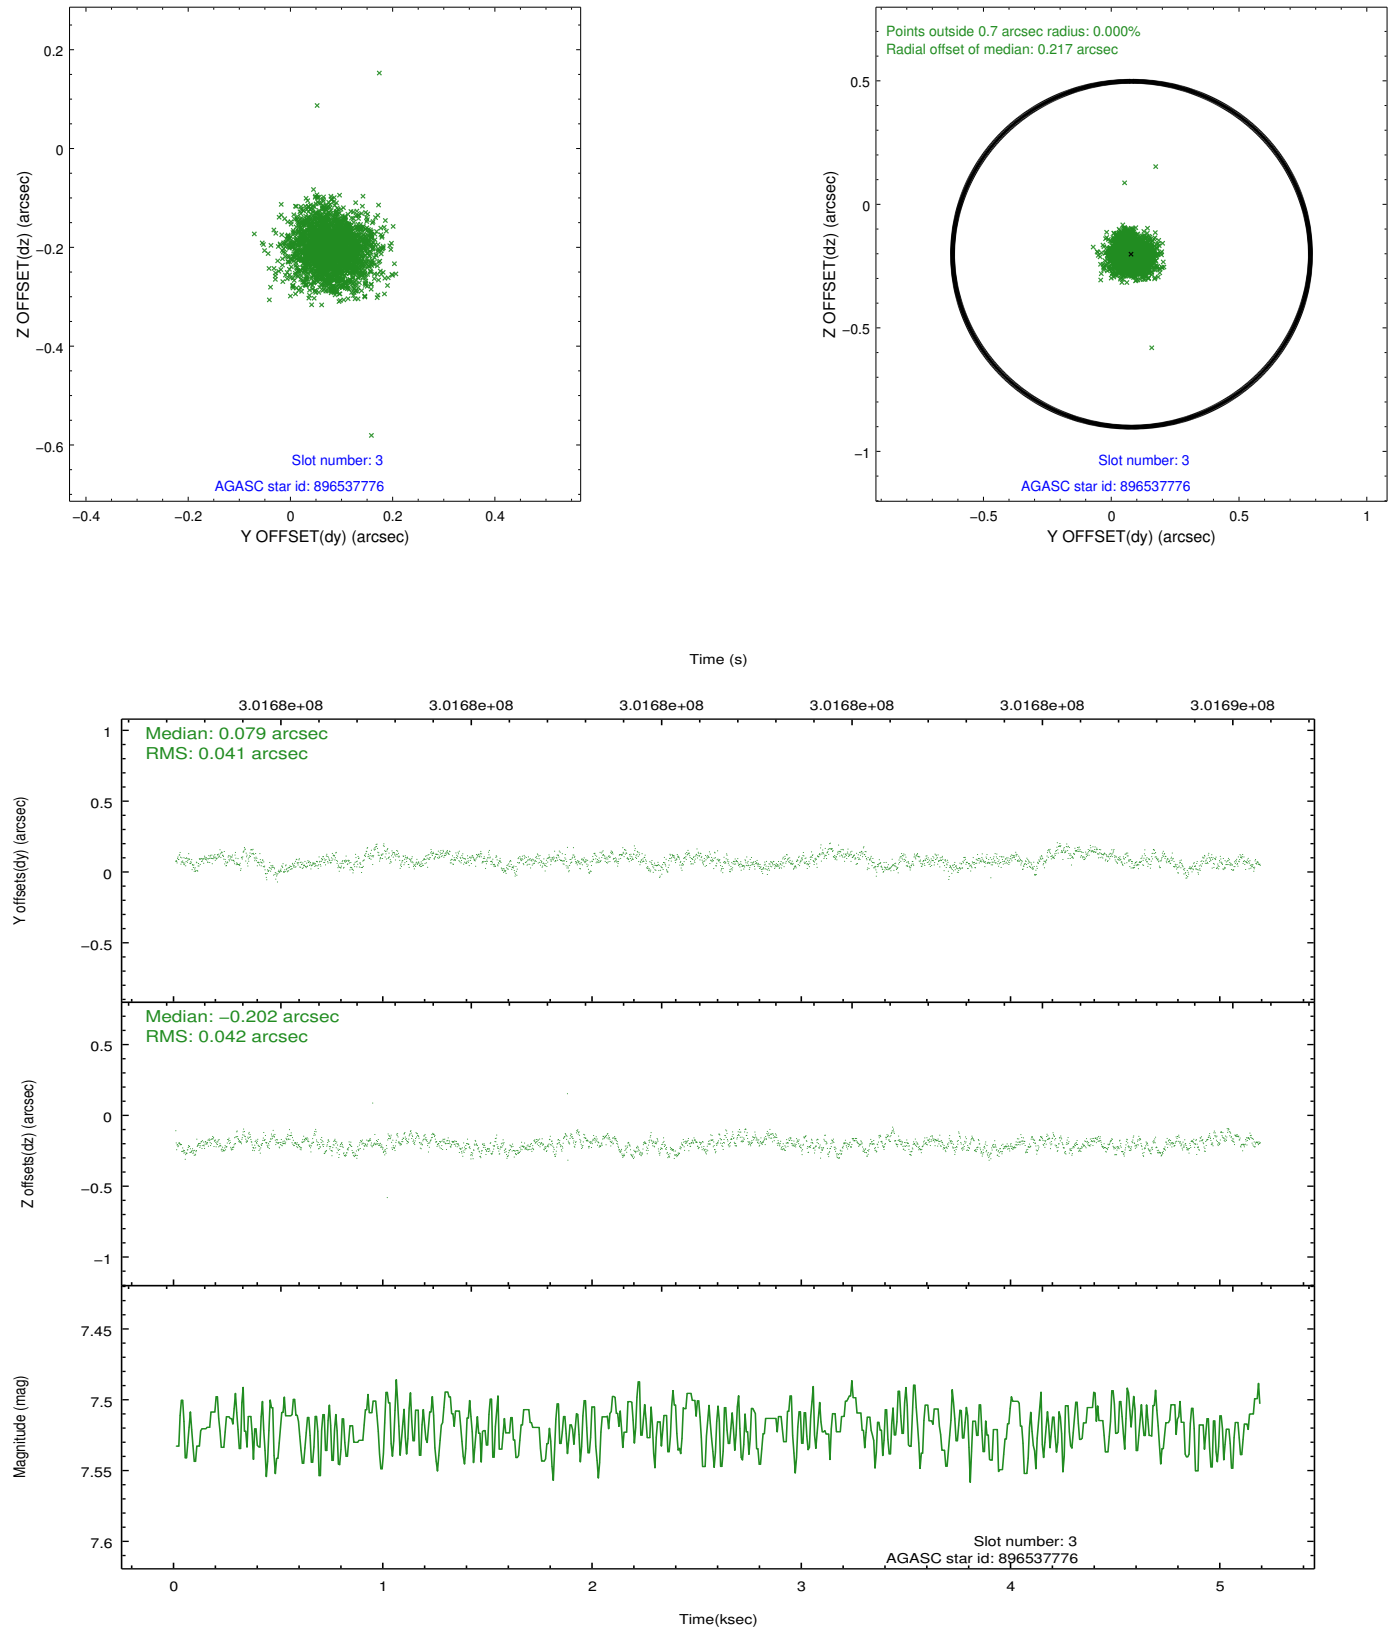 0.2
0
−0.2
−0.4
−0.6
Z OFFSET(dz) (arcsec)
Slot number: 3
AGASC star id: 896537776
−0.4
−0.2
0
0.2
0.4
Y OFFSET(dy) (arcsec)
Points outside 0.7 arcsec radius: 0.000%
Radial offset of median: 0.217 arcsec
0.5
0
−0.5
−1
Z OFFSET(dz) (arcsec)
Slot number: 3
AGASC star id: 896537776
−0.5
0
0.5
1
Y OFFSET(dy) (arcsec)
Time (s)
3.0168e+08
3.0168e+08
3.0168e+08
3.0168e+08
3.0168e+08
3.0169e+08
Median: 0.079 arcsec
RMS: 0.041 arcsec
1
0.5
0
−0.5
Y offsets(dy) (arcsec)
Median: −0.202 arcsec
RMS: 0.042 arcsec
0.5
0
−0.5
−1
Z offsets(dz) (arcsec)
7.45
7.5
7.55
7.6
Magnitude (mag)
Slot number: 3
AGASC star id: 896537776
0
1
2
3
4
5
Time(ksec)